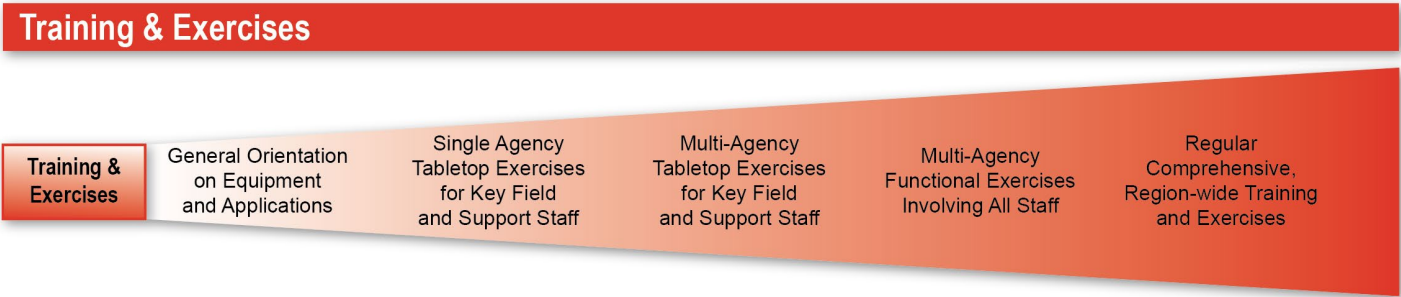 Training & Exercises
Training &
Exercises
General Orientation
on Equipment
and Applications
Single Agency
Tabletop Exercises
for Key Field
and Support Staff
Multi-Agency
Tabletop Exercises
for Key Field
and Support Staff
Multi-Agency
Functional Exercises
Involving All Staff
Regular
Comprehensive,
Region-wide Training
and Exercises